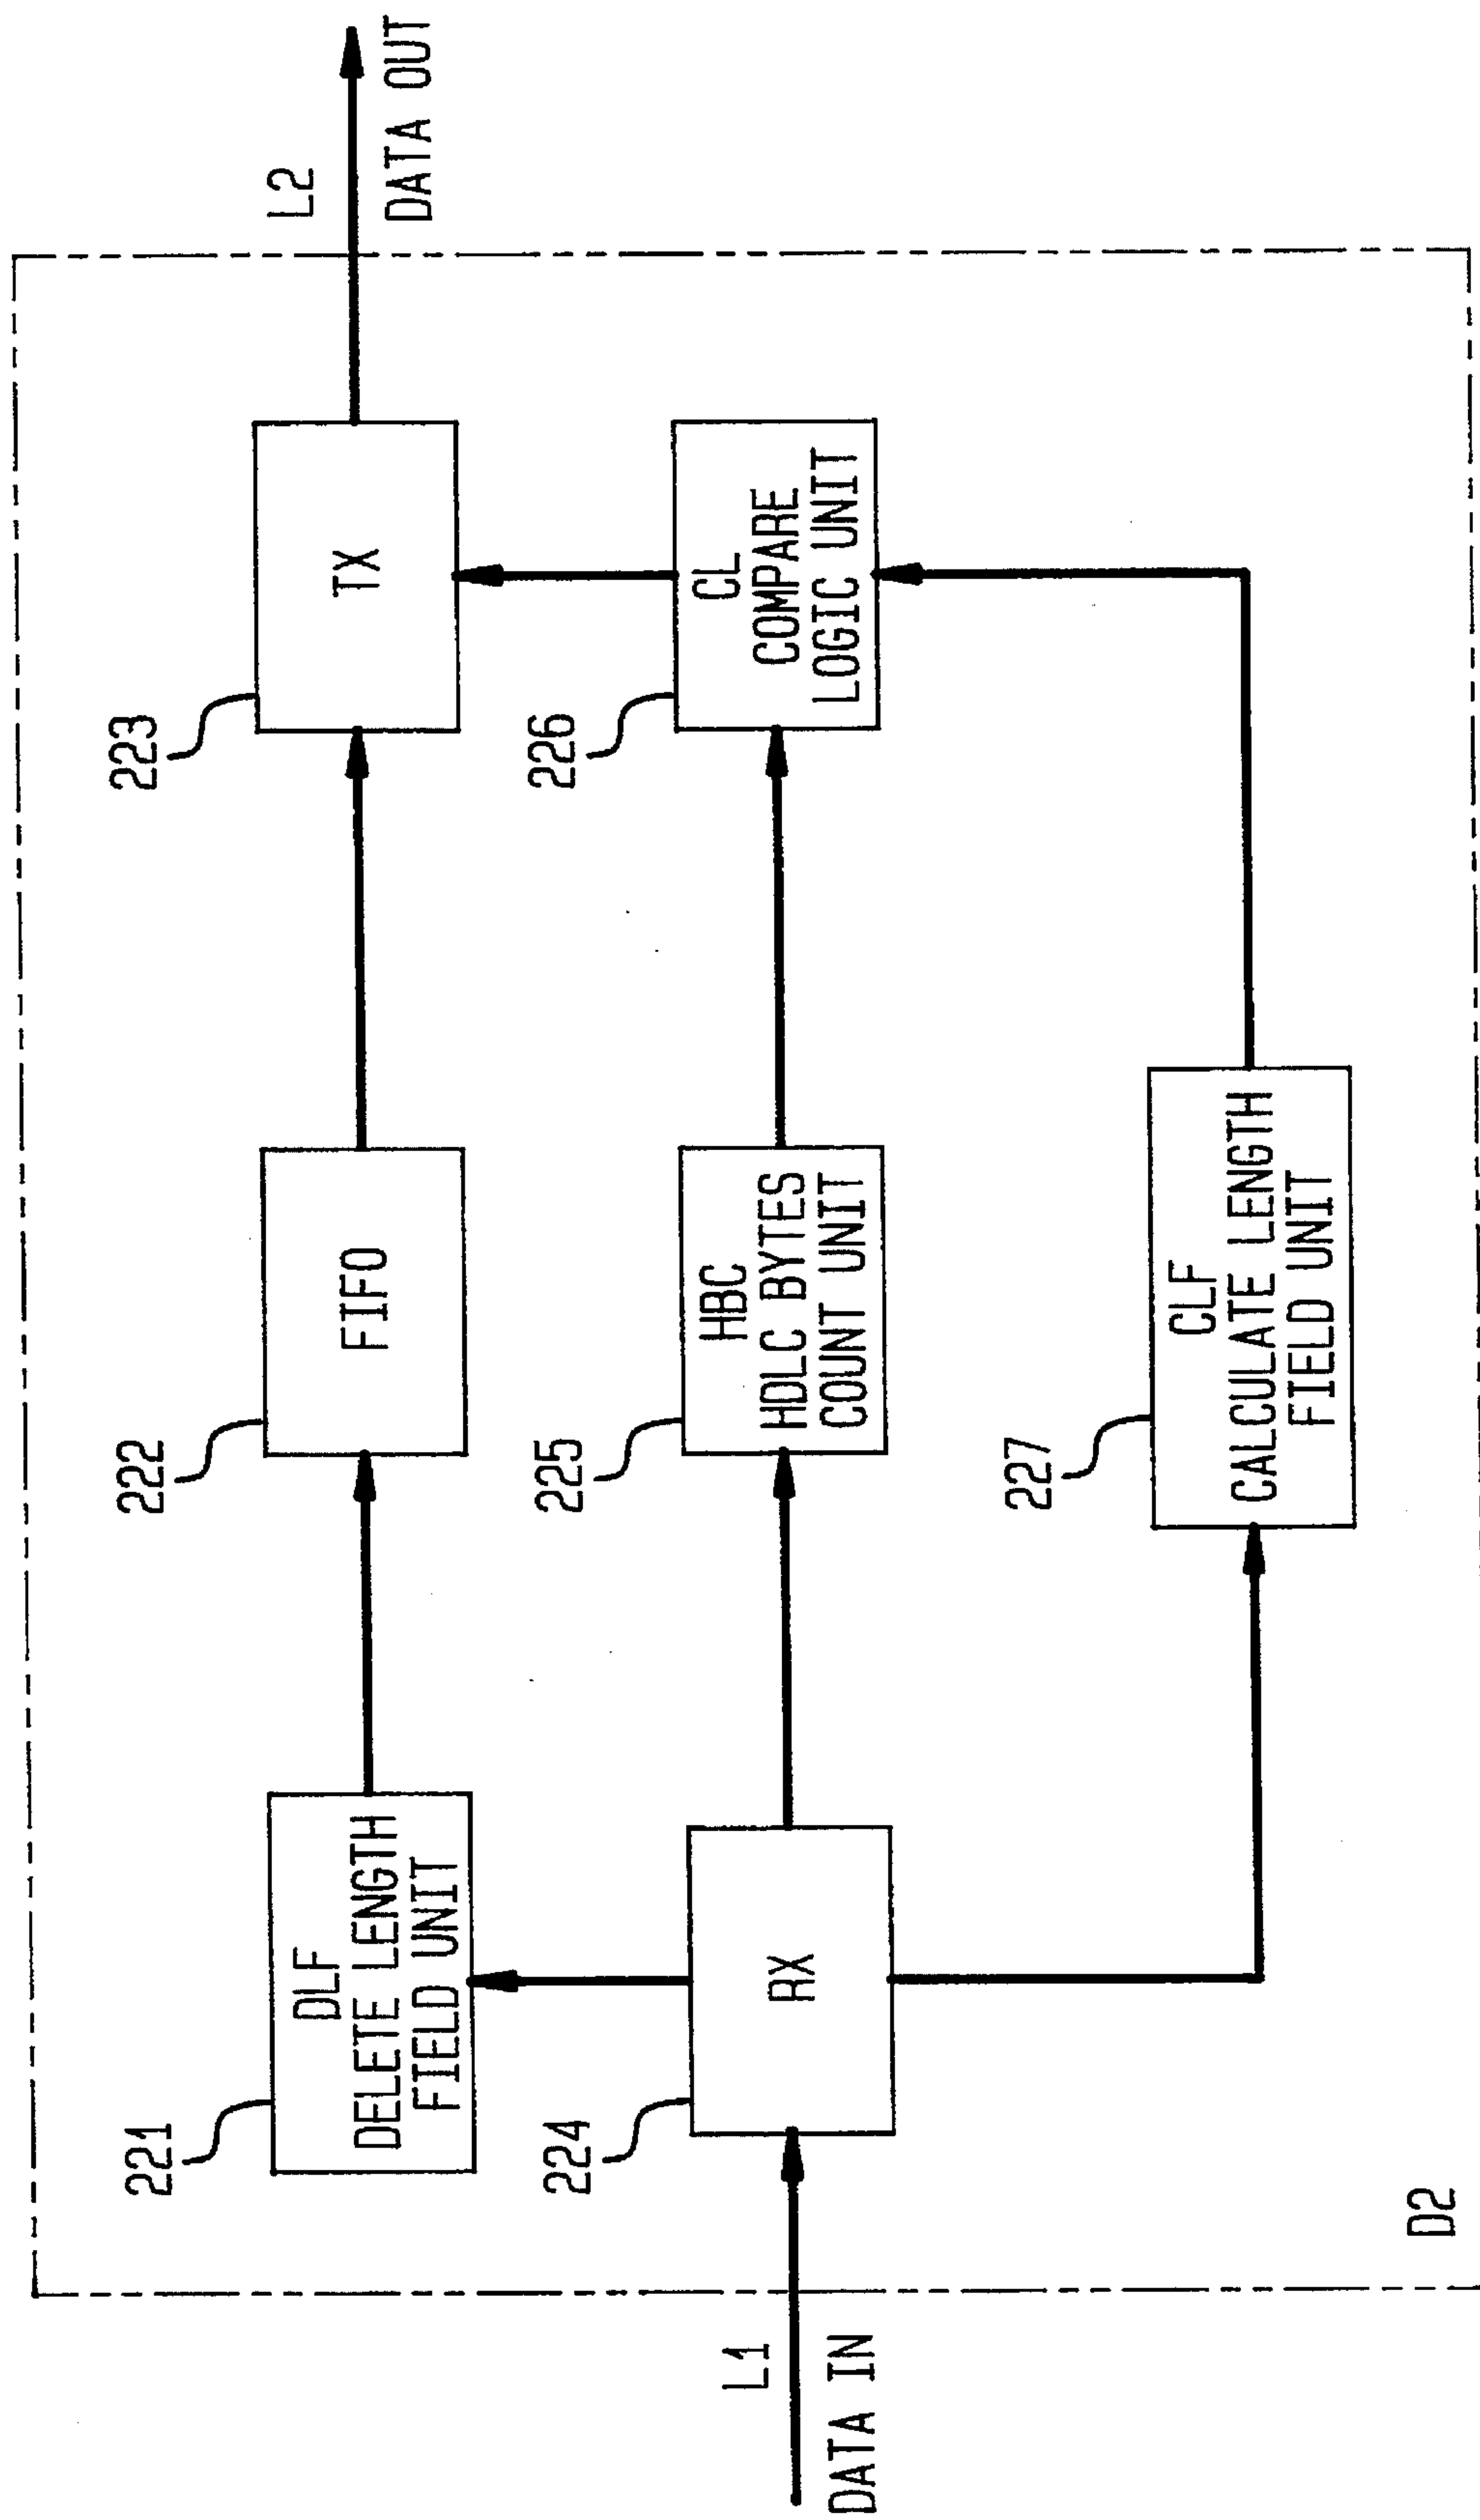 221
DLF
DELETE LENGTH
FIELD UNIT
222
FIFO
223
TX
L2
DATA OUT
L1
DATA IN
224
RX
225
HBC
HDLC BYTES
COUNT UNIT
226
CL
COMPARE
LOGIC UNIT
227
CLF
CALCULATE LENGTH
FIELD UNIT
D2